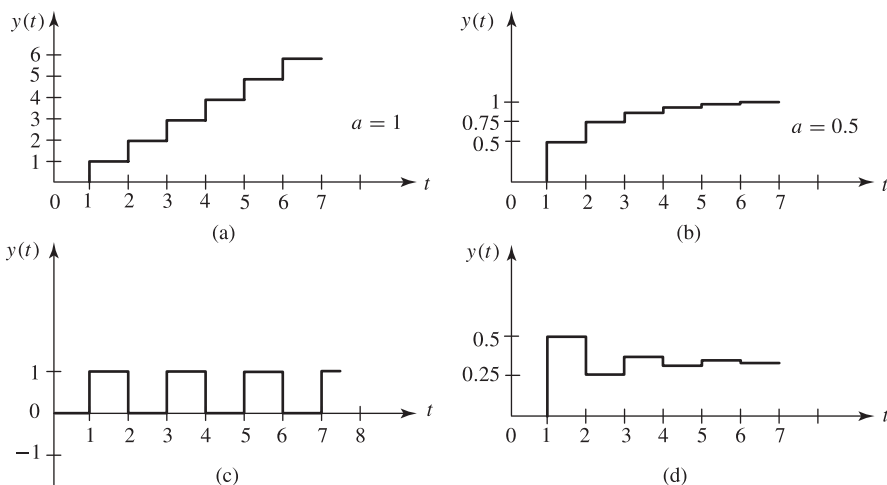 y(t)
6
5
4
3
2
1
a = 1
0 1 2 3 4 5 6 7 t
(a)
y(t)
1
0.75
0.5
a = 0.5
0 1 2 3 4 5 6 7 t
(b)
y(t)
1
0
−1
1 2 3 4 5 6 7 8 t
(c)
y(t)
0.5
0.25
0 1 2 3 4 5 6 7 t
(d)